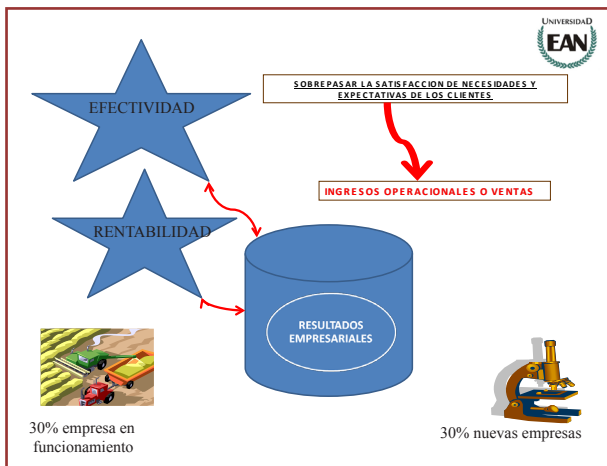 UNIVERSIDAD
EAN
SOBREPASAR LA SATISFACCION DE NECESIDADES Y
EXPECTATIVAS DE LOS CLIENTES
EFECTIVIDAD
INGRESOS OPERACIONALES O VENTAS
RENTABILIDAD
RESULTADOS
EMPRESARIALES
30% empresa en
funcionamiento
30% nuevas empresas